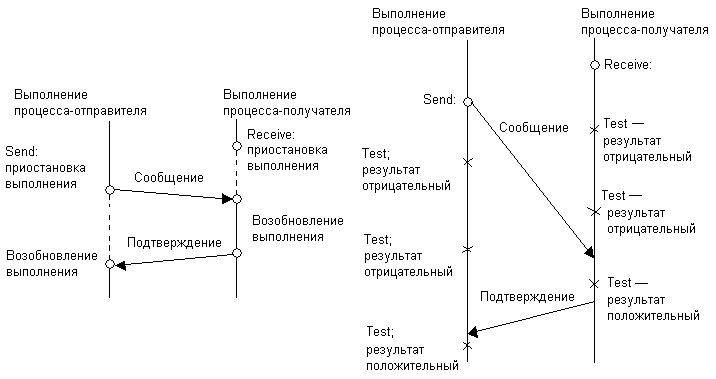 Выполнение
процесса-отправителя
Выполнение
процесса-получателя
Receive:
приостановка
выполнения
Send:
приостановка
выполнения
Сообщение
Возобновление
выполнения
Подтверждение
Возобновление
выполнения
Выполнение
процесса-отправителя
Выполнение
процесса-получателя
Receive:
Send:
Сообщение
Test —
результат
отрицательный
Test;
результат
отрицательный
Test —
результат
отрицательный
Test;
результат
отрицательный
Test —
результат
положительный
Подтверждение
Test;
результат
положительный